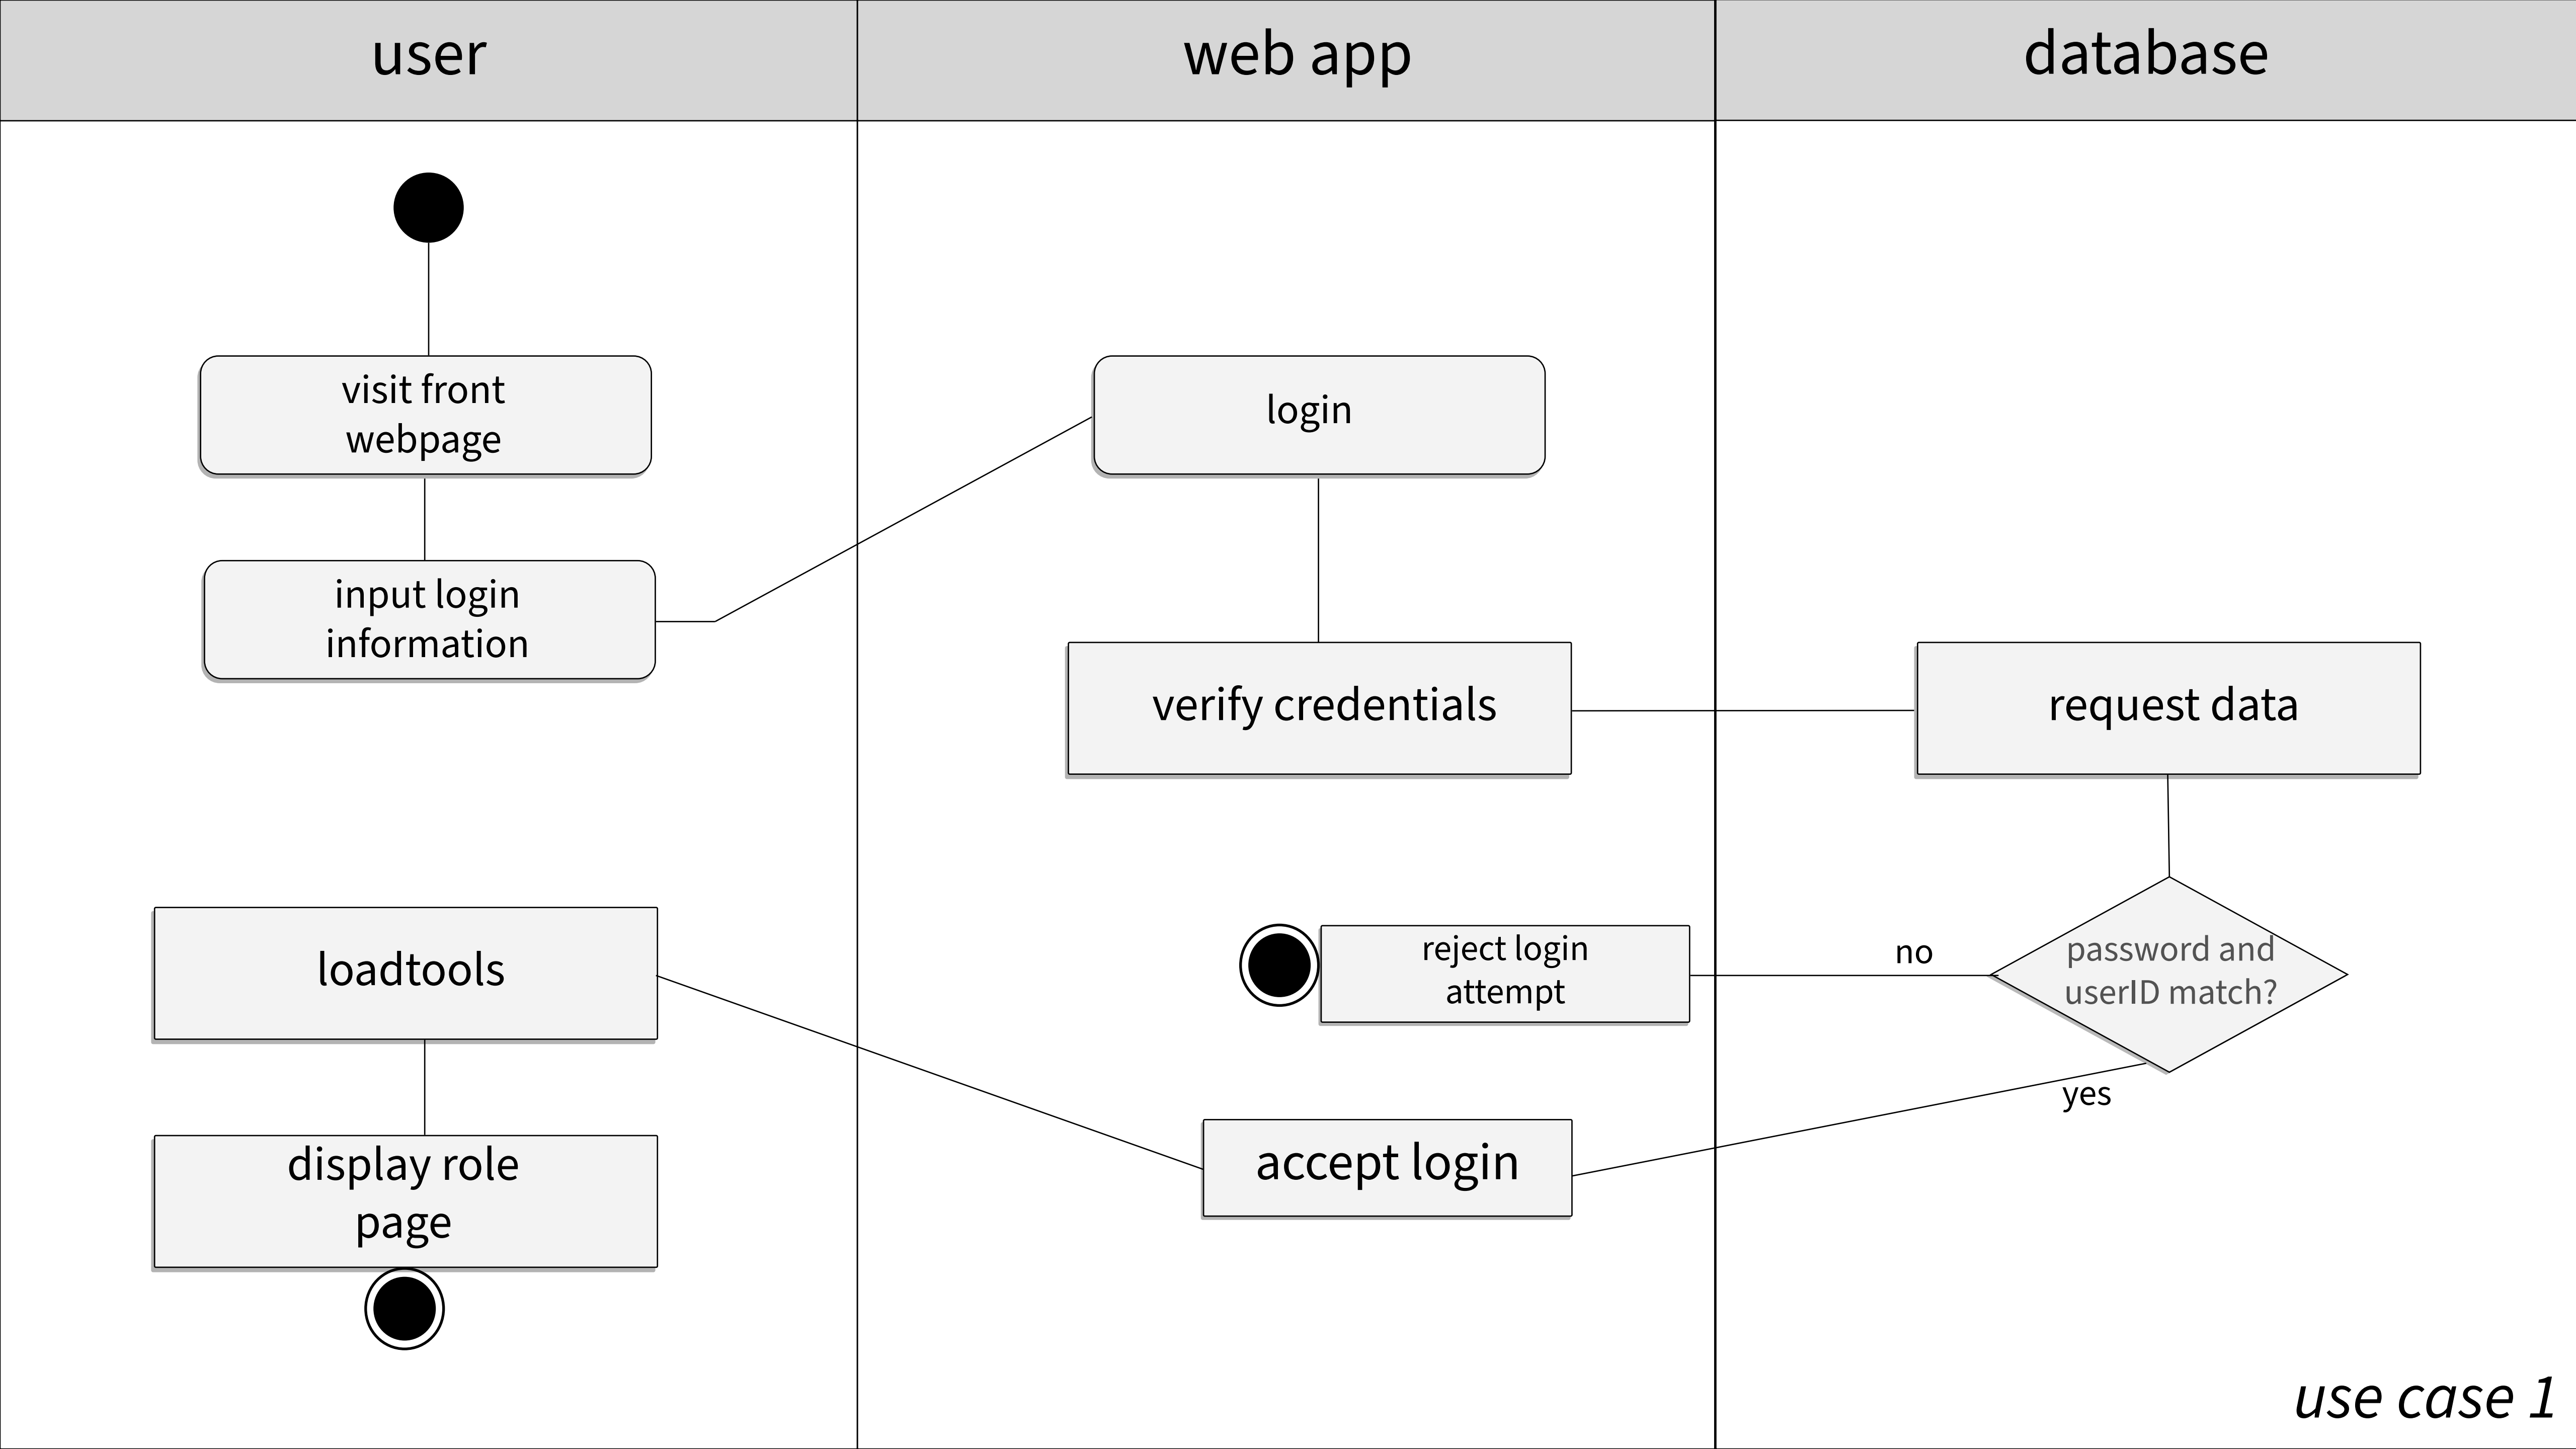 user
web app
database
visit front
webpage
login
input login
information
verify credentials
request data
loadtools
reject login
attempt
no
password and
userID match?
yes
accept login
display role
page
use case 1